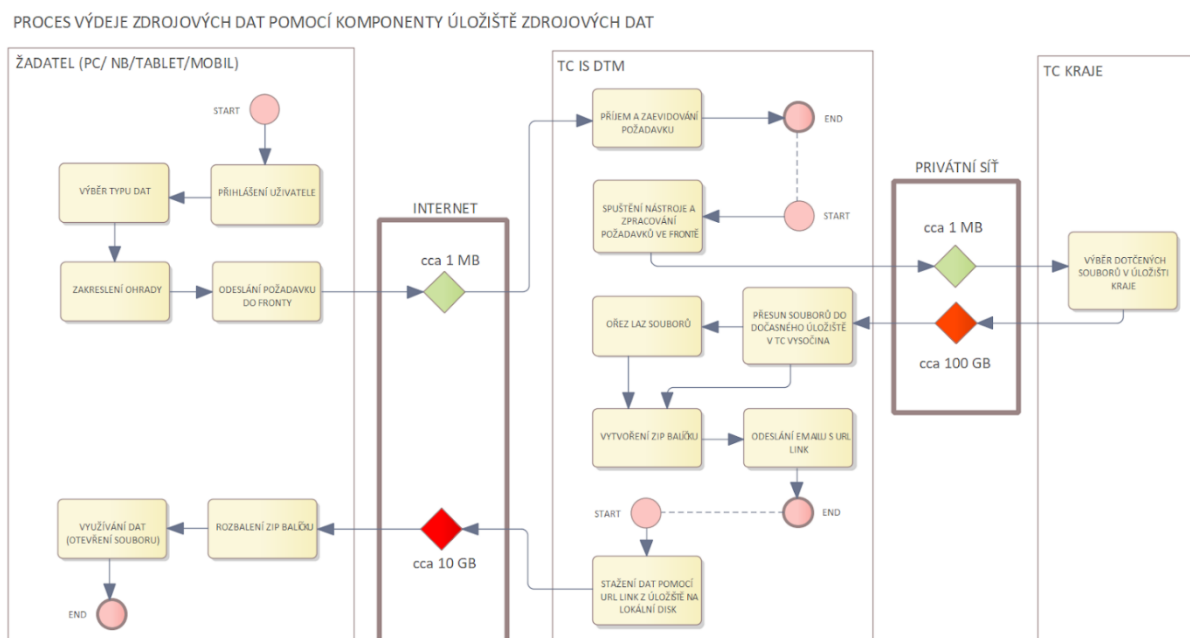 PROCES VÝDEJE ZDROJOVÝCH DAT POMOCÍ KOMPONENTY ÚLOŽIŠTĚ ZDROJOVÝCH DAT
ŽADATEL (PC/ NB/TABLET/MOBIL)
START
PŘIHLÁŠENÍ UŽIVATELE
VÝBĚR TYPU DAT
ZAKRESLENÍ OHRADY
ODESLÁNÍ POŽADAVKU
DO FRONTY
INTERNET
cca 1 MB
TC IS DTM
PŘÍJEM A ZAEVIDOVÁNÍ
POŽADAVKU
END
START
SPUŠTĚNÍ NÁSTROJE A
ZPRACOVÁNÍ
POŽADAVKŮ VE FRONTĚ
PRIVÁTNÍ SÍŤ
cca 1 MB
TC KRAJE
VÝBĚR DOTČENÝCH
SOUBORŮ V ÚLOŽIŠTI
KRAJE
cca 100 GB
PŘESUN SOUBORŮ DO
DOČASNÉHO ÚLOŽIŠTĚ
V TC VYSOČINA
OŘEZ LAZ SOUBORŮ
VYTVOŘENÍ ZIP BALÍČKU
ODESLÁNÍ EMAILU S URL
LINK
END
START
STAŽENÍ DAT POMOCÍ
URL LINK Z ÚLOŽIŠTĚ NA
LOKÁLNÍ DISK
cca 10 GB
ROZBALENÍ ZIP BALÍČKU
VYUŽÍVÁNÍ DAT
(OTEVŘENÍ SOUBORU)
END